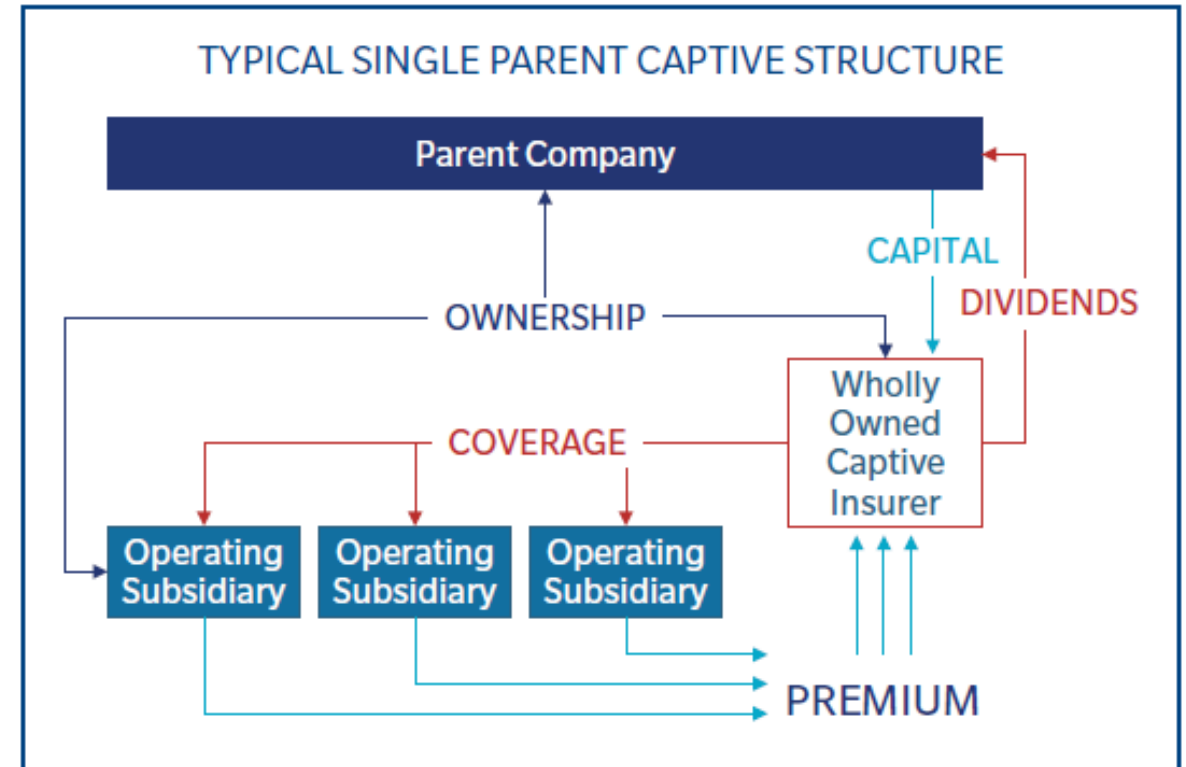 TYPICAL SINGLE PARENT CAPTIVE STRUCTURE
Parent Company
CAPITAL
DIVIDENDS
OWNERSHIP
Wholly
Owned
Captive
Insurer
COVERAGE
Operating
Subsidiary
Operating
Subsidiary
Operating
Subsidiary
PREMIUM